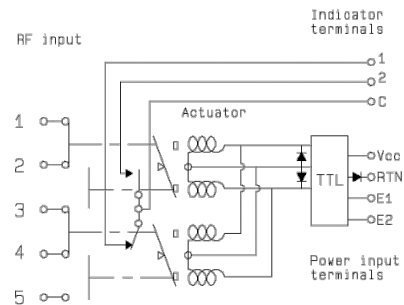 Indicator
terminals
RF input
1
2
C
Actuator
1
2
3
4
5
TTL
Vcc
RTN
E1
E2
Power input
terminals